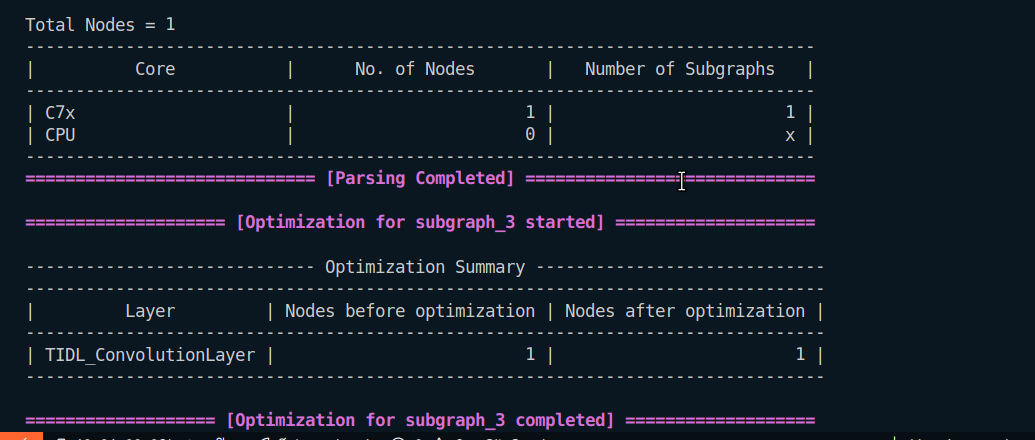 Total Nodes = 1
-------------------------------------------------------------------------------
|          Core           |      No. of Nodes       |   Number of Subgraphs   |
-------------------------------------------------------------------------------
| C7x                     |                       1 |                       1 |
| CPU                     |                       0 |                       x |
-------------------------------------------------------------------------------
============================= [Parsing Completed] =============================
==================== [Optimization for subgraph_3 started] ====================
----------------------------- Optimization Summary -----------------------------
--------------------------------------------------------------------------------
|         Layer         | Nodes before optimization | Nodes after optimization |
--------------------------------------------------------------------------------
| TIDL_ConvolutionLayer |                         1 |                        1 |
--------------------------------------------------------------------------------
=================== [Optimization for subgraph_3 completed] ===================